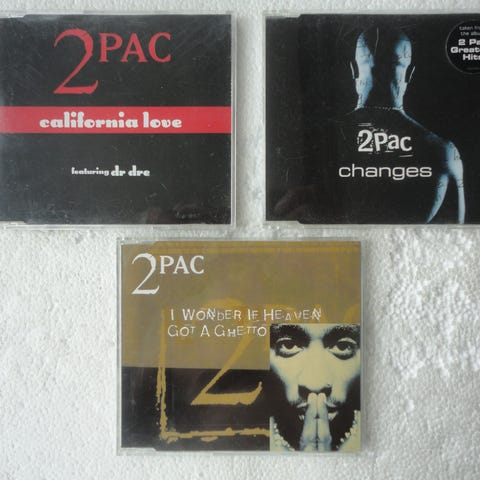 2PAC
california love
featuring dr dre
2Pac
changes
taken from
the album
2 Pac
Greatest
Hits
2PAC
I WONDER IF HEAVEN
GOT A GHETTO
2